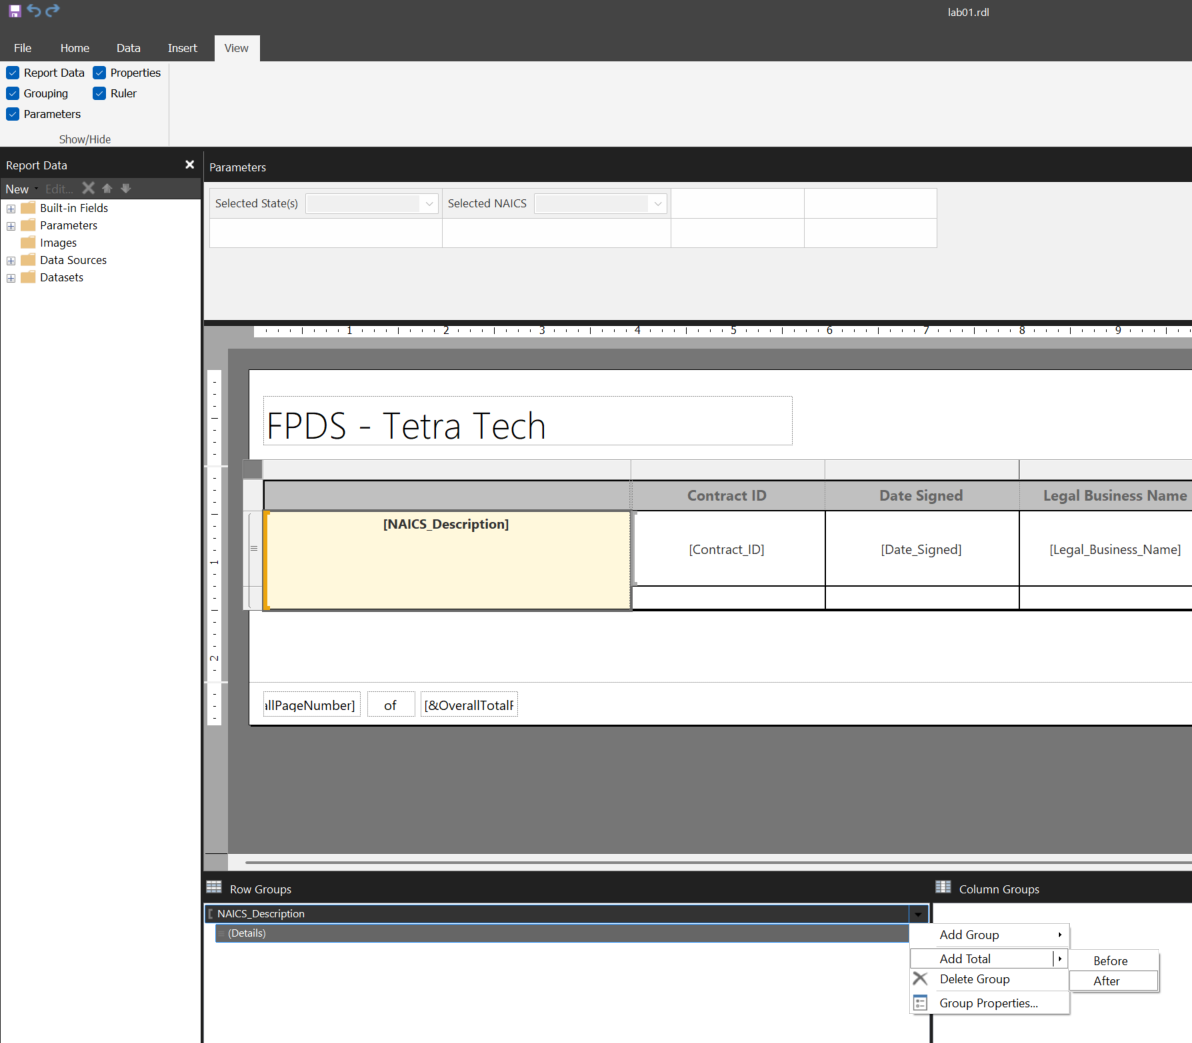 lab01.rdl
File Home Data Insert View
Report Data Properties
Grouping Ruler
Parameters
Show/Hide
Report Data
New Edit...
Built-in Fields
Parameters
Images
Data Sources
Datasets
Parameters
Selected State(s) Selected NAICS
1 2 3 4 5 6 7 8 9
FPDS - Tetra Tech
Contract ID Date Signed Legal Business Name
[NAICS_Description]
[Contract_ID] [Date_Signed] [Legal_Business_Name]
1
2
allPageNumber] of [&OverallTotalP
Row Groups
NAICS_Description
(Details)
Column Groups
Add Group
Add Total
Delete Group
Group Properties...
Before
After